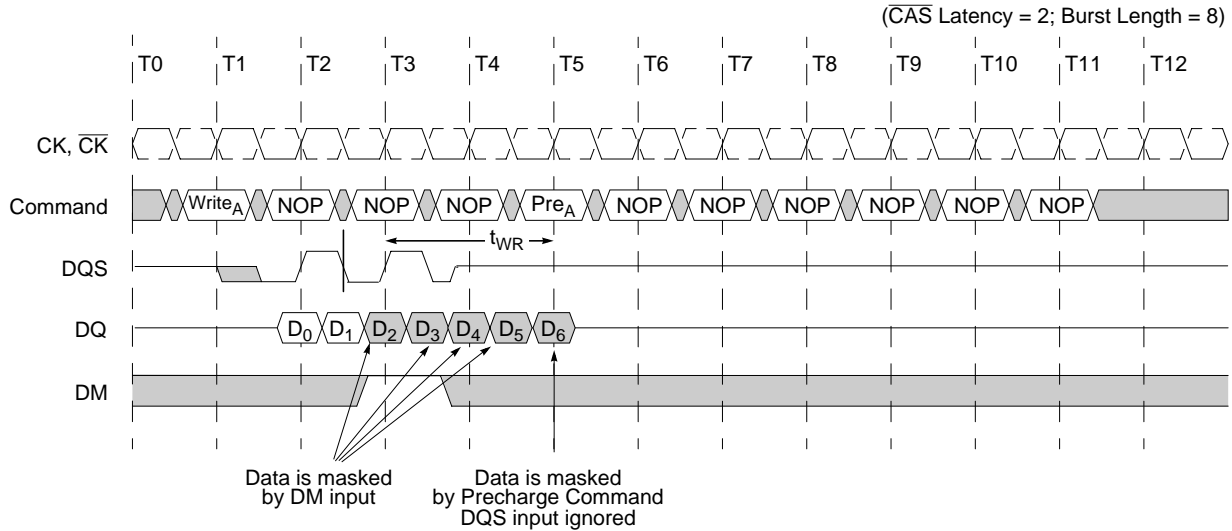 (CAS Latency = 2; Burst Length = 8)
T0 T1 T2 T3 T4 T5 T6 T7 T8 T9 T10 T11 T12
CK, CK
Command WriteA NOP NOP NOP PreA NOP NOP NOP NOP NOP NOP
tWR
DQS
DQ D0 D1 D2 D3 D4 D5 D6
DM
Data is masked
by DM input
Data is masked
by Precharge Command
DQS input ignored